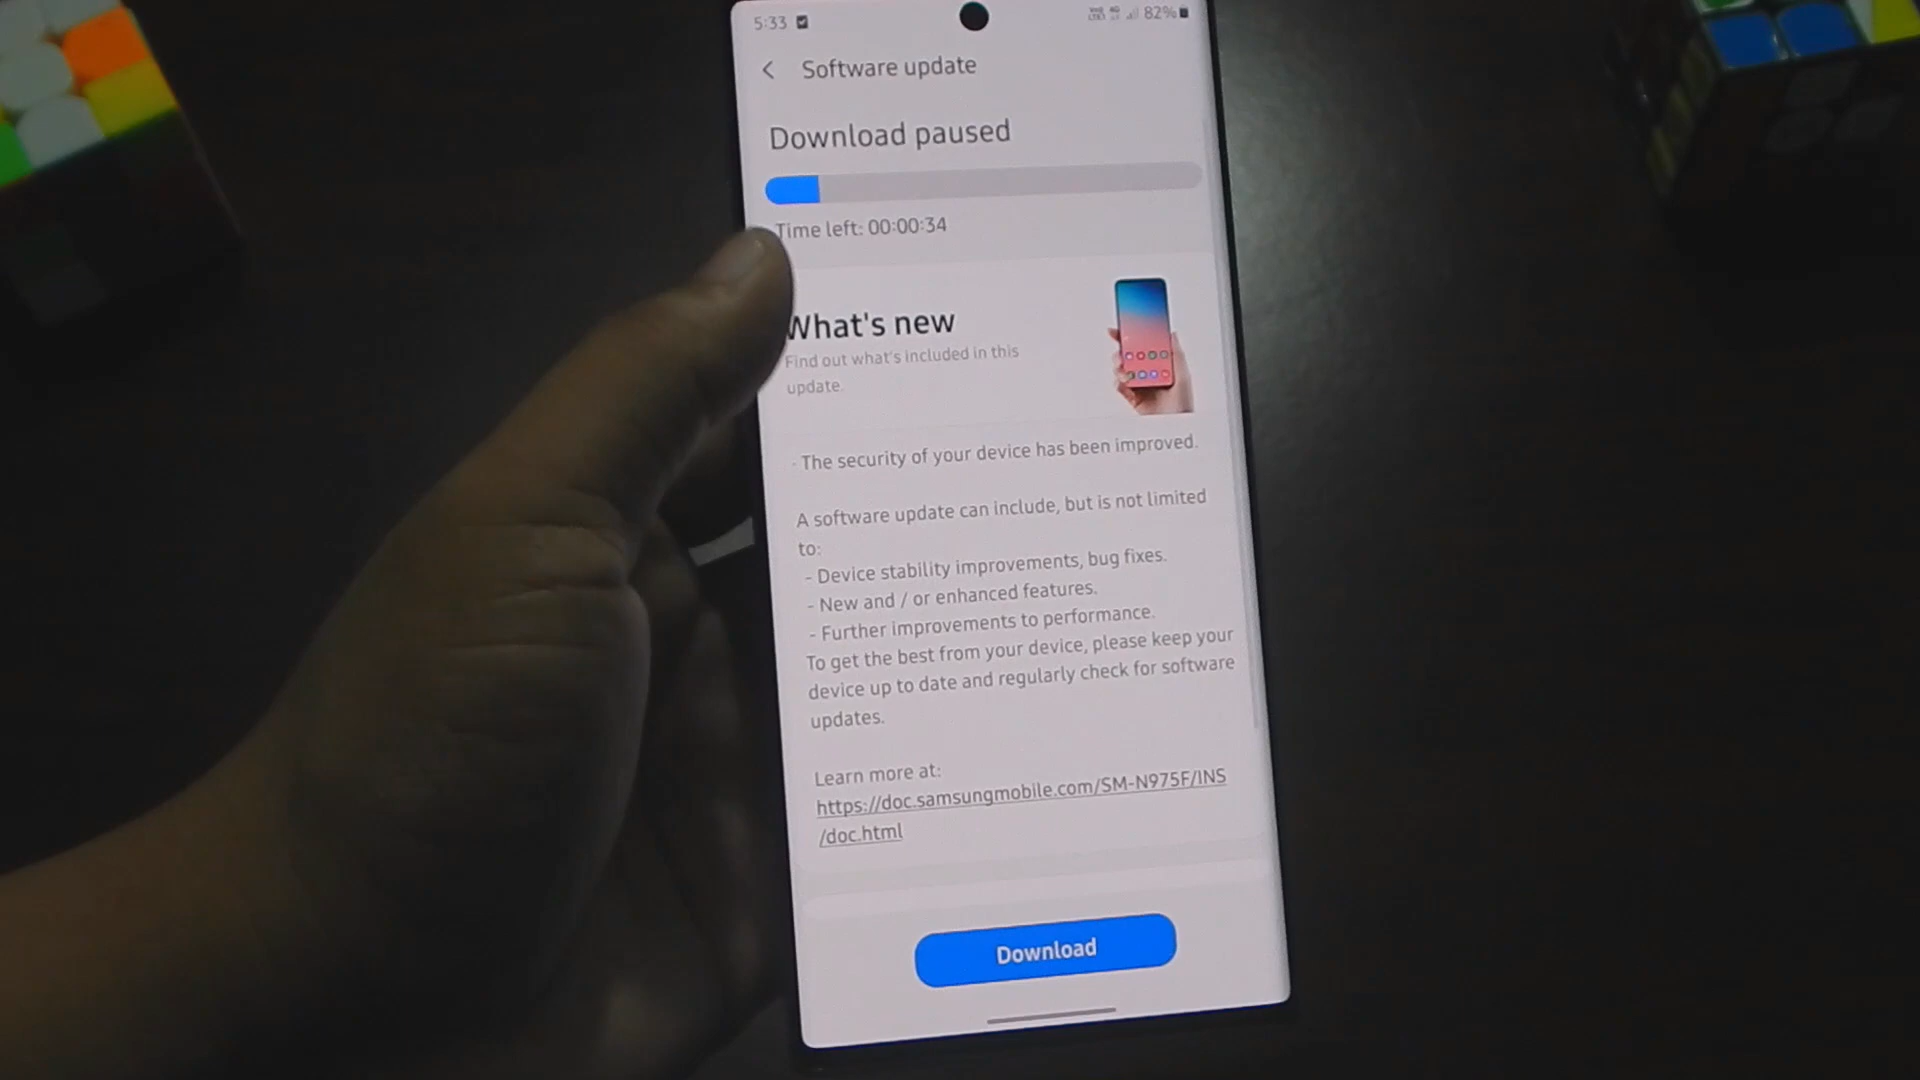 5:33
82%
Software update
Download paused
Time left: 00:00:34
What's new
Find out what's included in this
update.
- The security of your device has been improved.
A software update can include, but is not limited
to:
- Device stability improvements, bug fixes.
- New and / or enhanced features.
- Further improvements to performance.
To get the best from your device, please keep your
device up to date and regularly check for software
updates.
Learn more at:
https://doc.samsungmobile.com/SM-N975F/INS
/doc.html
Download